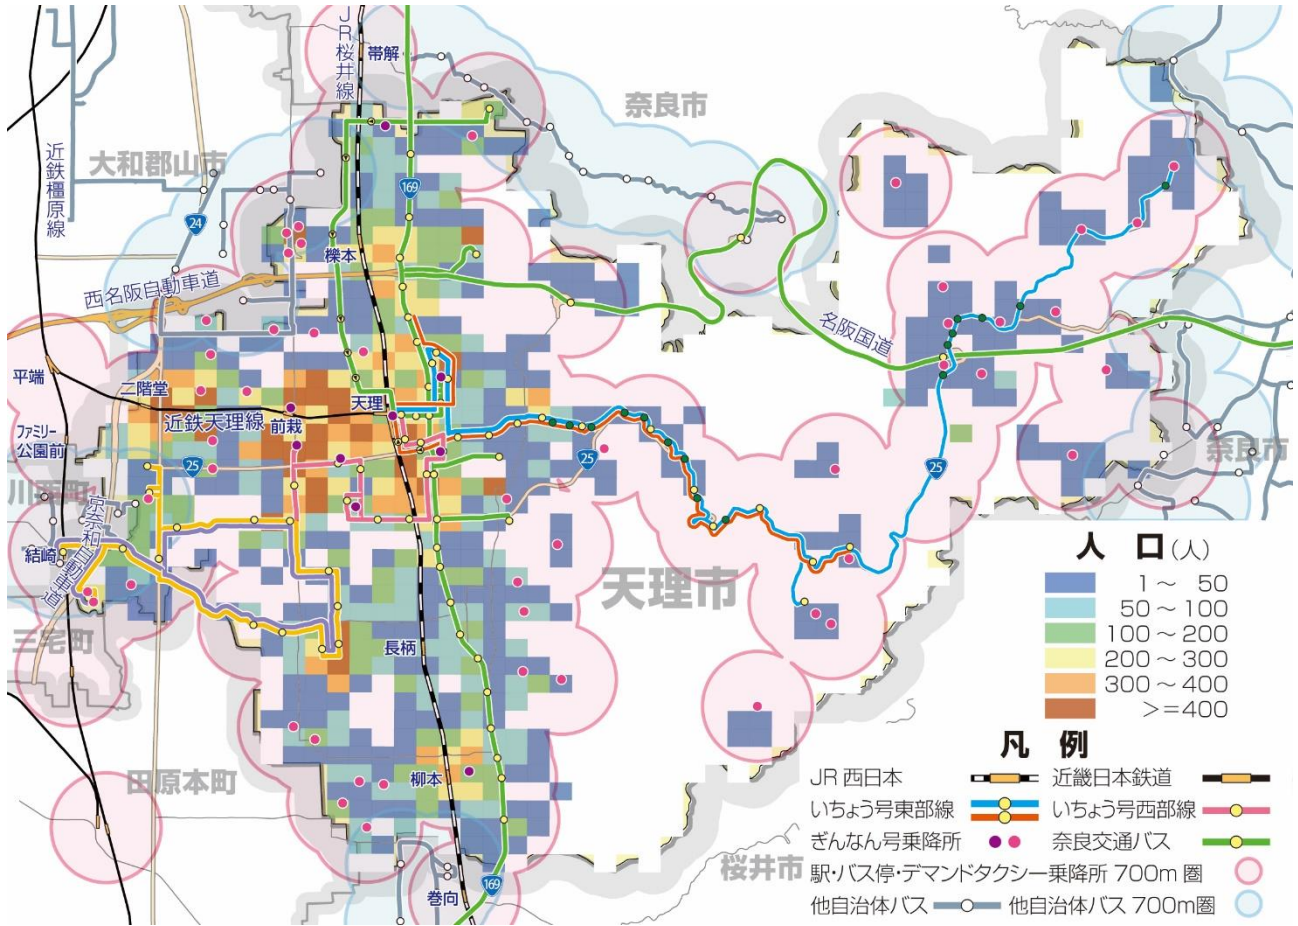 JR桜井線
帯解
奈良市
近鉄橿原線
大和郡山市
169
24
櫟本
西名阪自動車道
名阪国道
平端
二階堂
天理
近鉄天理線
前栽
ファミリー
公園前
25
25
25
奈良市
川西町
京奈和自動車道
結崎
天理市
三宅町
長柄
田原本町
柳本
桜井市
巻向
169
人 口(人)
1 ～ 50
50 ～ 100
100 ～ 200
200 ～ 300
300 ～ 400
>=400
凡 例
JR西日本
近畿日本鉄道
いちょう号東部線
いちょう号西部線
ぎんなん号乗降所
奈良交通バス
駅・バス停・デマンドタクシー乗降所 700m圏
他自治体バス
他自治体バス 700m圏